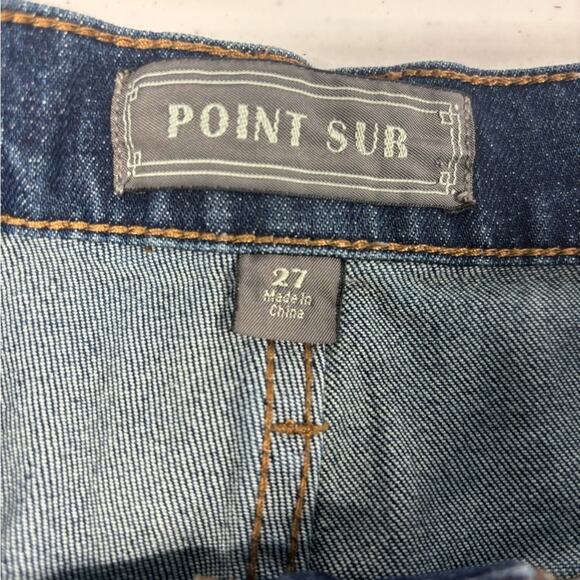 POINT SUR
27
Made in
China